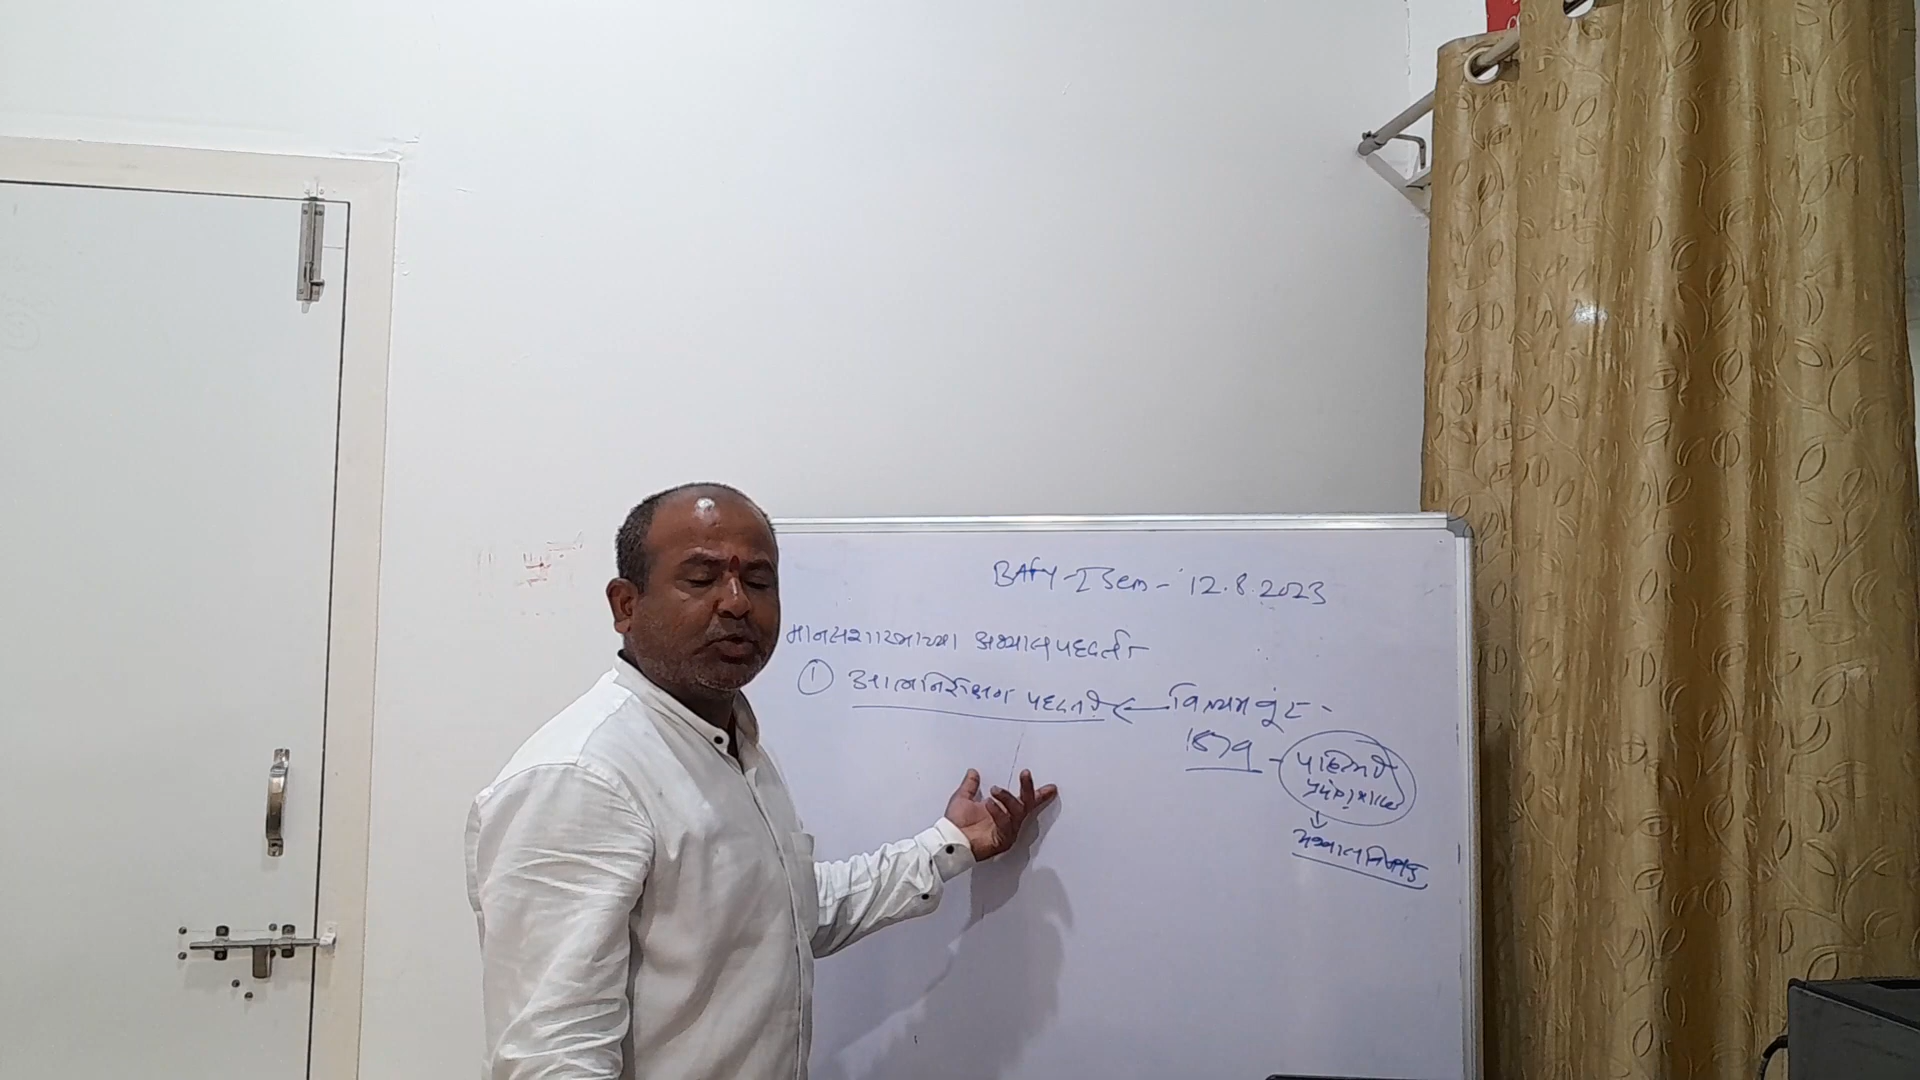 BAFY - I Sem - 12.8.2023
मानसशास्त्राच्या अभ्यासपद्धती
① आत्मनिरीक्षण पद्धती ← विल्यम वूंट -
1879 - पहिली प्रयोगशाळा
↓